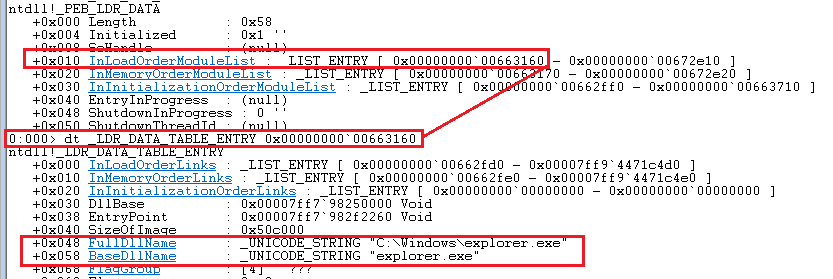 ntdll!_PEB_LDR_DATA
+0x000 Length : 0x58
+0x004 Initialized : 0x1 ''
+0x008 SsHandle : (null)
+0x010 InLoadOrderModuleList : _LIST_ENTRY [ 0x00000000`00663160 - 0x00000000`00672e10 ]
+0x020 InMemoryOrderModuleList : _LIST_ENTRY [ 0x00000000`00663170 - 0x00000000`00672e20 ]
+0x030 InInitializationOrderModuleList : _LIST_ENTRY [ 0x00000000`00662ff0 - 0x00000000`00663710 ]
+0x040 EntryInProgress : (null)
+0x048 ShutdownInProgress : 0 ''
+0x050 ShutdownThreadId : (null)
0:000> dt _LDR_DATA_TABLE_ENTRY 0x00000000`00663160
ntdll!_LDR_DATA_TABLE_ENTRY
+0x000 InLoadOrderLinks : _LIST_ENTRY [ 0x00000000`00662fd0 - 0x00007ff9`4471c4d0 ]
+0x010 InMemoryOrderLinks : _LIST_ENTRY [ 0x00000000`00662fe0 - 0x00007ff9`4471c4e0 ]
+0x020 InInitializationOrderLinks : _LIST_ENTRY [ 0x00000000`00000000 - 0x00000000`00000000 ]
+0x030 DllBase : 0x00007ff7`98250000 Void
+0x038 EntryPoint : 0x00007ff7`982f2260 Void
+0x040 SizeOfImage : 0x50c000
+0x048 FullDllName : _UNICODE_STRING "C:\Windows\explorer.exe"
+0x058 BaseDllName : _UNICODE_STRING "explorer.exe"
+0x068 FlagGroup : [4] "???"